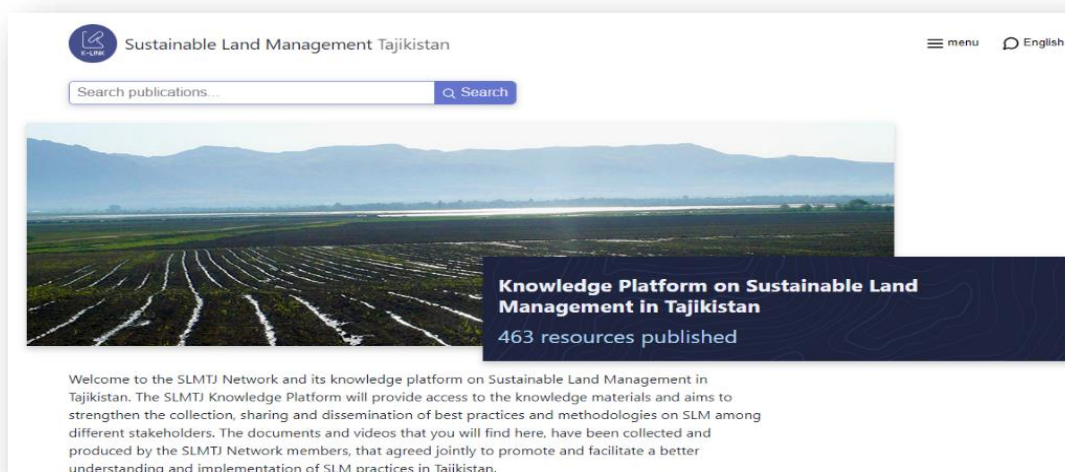 K-LINK
Sustainable Land Management Tajikistan
menu
English
Search publications...
Search
Knowledge Platform on Sustainable Land
Management in Tajikistan
463 resources published
Welcome to the SLMTJ Network and its knowledge platform on Sustainable Land Management in
Tajikistan. The SLMTJ Knowledge Platform will provide access to the knowledge materials and aims to
strengthen the collection, sharing and dissemination of best practices and methodologies on SLM among
different stakeholders. The documents and videos that you will find here, have been collected and
produced by the SLMTJ Network members, that agreed jointly to promote and facilitate a better
understanding and implementation of SLM practices in Tajikistan.